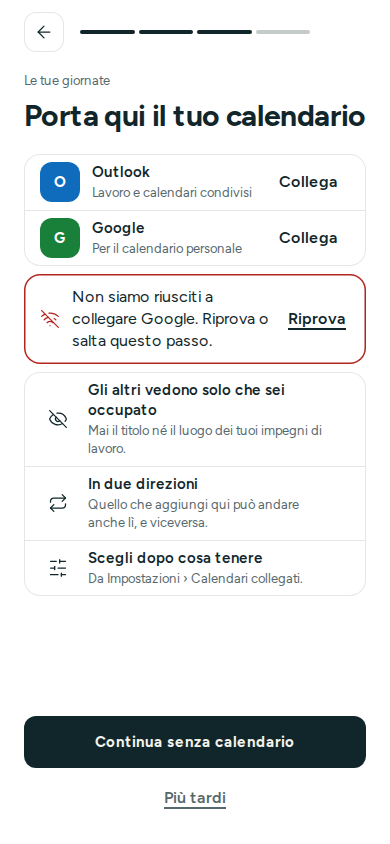 Le tue giornate
Porta qui il tuo calendario
O
Outlook
Lavoro e calendari condivisi
Collega
G
Google
Per il calendario personale
Collega
Non siamo riusciti a
collegare Google. Riprova o
salta questo passo.
Riprova
Gli altri vedono solo che sei
occupato
Mai il titolo né il luogo dei tuoi impegni di
lavoro.
In due direzioni
Quello che aggiungi qui può andare
anche lì, e viceversa.
Scegli dopo cosa tenere
Da Impostazioni › Calendari collegati.
Continua senza calendario
Più tardi